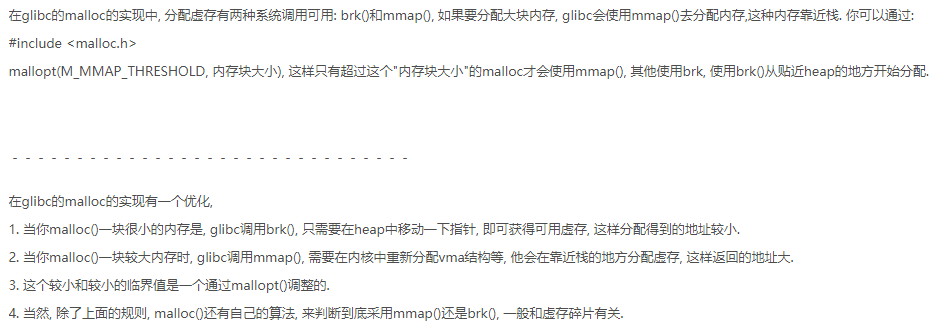 在glibc的malloc的实现中, 分配虚存有两种系统调用可用: brk()和mmap(), 如果要分配大块内存, glibc会使用mmap()去分配内存,这种内存靠近栈. 你可以通过:
#include <malloc.h>
mallopt(M_MMAP_THRESHOLD, 内存块大小), 这样只有超过这个"内存块大小"的malloc才会使用mmap(), 其他使用brk, 使用brk()从贴近heap的地方开始分配.
- - - - - - - - - - - - - - - - - - - - - - - - - - - - - - -
在glibc的malloc的实现有一个优化,
1. 当你malloc()一块很小的内存是, glibc调用brk(), 只需要在heap中移动一下指针, 即可获得可用虚存, 这样分配得到的地址较小.
2. 当你malloc()一块较大内存时, glibc调用mmap(), 需要在内核中重新分配vma结构等, 他会在靠近栈的地方分配虚存, 这样返回的地址大.
3. 这个较小和较小的临界值是一个通过mallopt()调整的.
4. 当然, 除了上面的规则, malloc()还有自己的算法, 来判断到底采用mmap()还是brk(), 一般和虚存碎片有关.